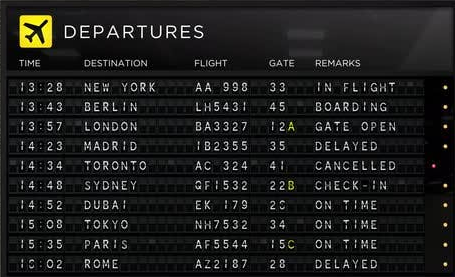 DEPARTURES
TIME DESTINATION FLIGHT GATE REMARKS
13:28 NEW YORK AA 998 33 IN FLIGHT
13:43 BERLIN LH5431 45 BOARDING
13:57 LONDON BA3327 12A GATE OPEN
14:23 MADRID IB2355 35 DELAYED
14:34 TORONTO AC 324 41 CANCELLED
14:48 SYDNEY QF1532 22B CHECK-IN
14:52 DUBAI EK 179 ON TIME
15:08 TOKYO NH7532 34 ON TIME
15:35 PARIS AF5544 15C ON TIME
ROME AZ2187 28 DELAYED